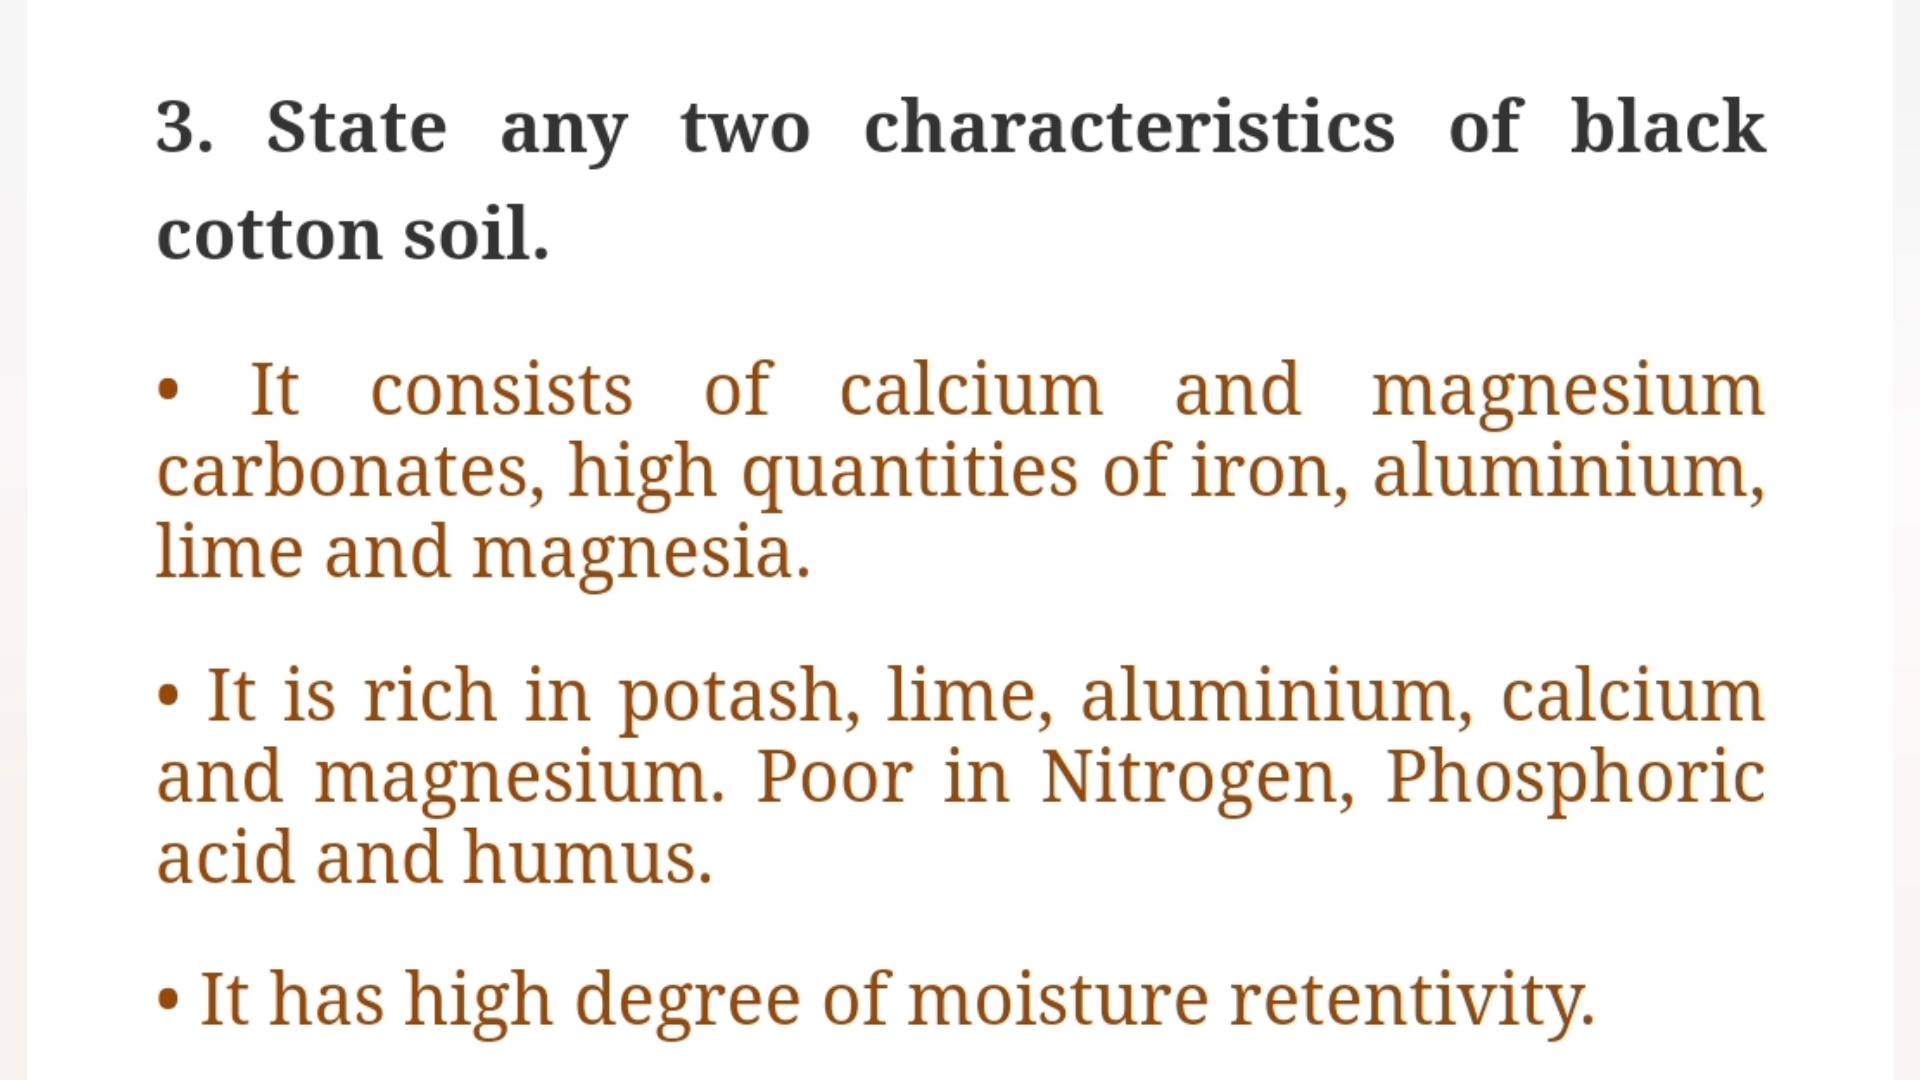 3. State any two characteristics of black
cotton soil.
• It consists of calcium and magnesium
carbonates, high quantities of iron, aluminium,
lime and magnesia.
• It is rich in potash, lime, aluminium, calcium
and magnesium. Poor in Nitrogen, Phosphoric
acid and humus.
• It has high degree of moisture retentivity.